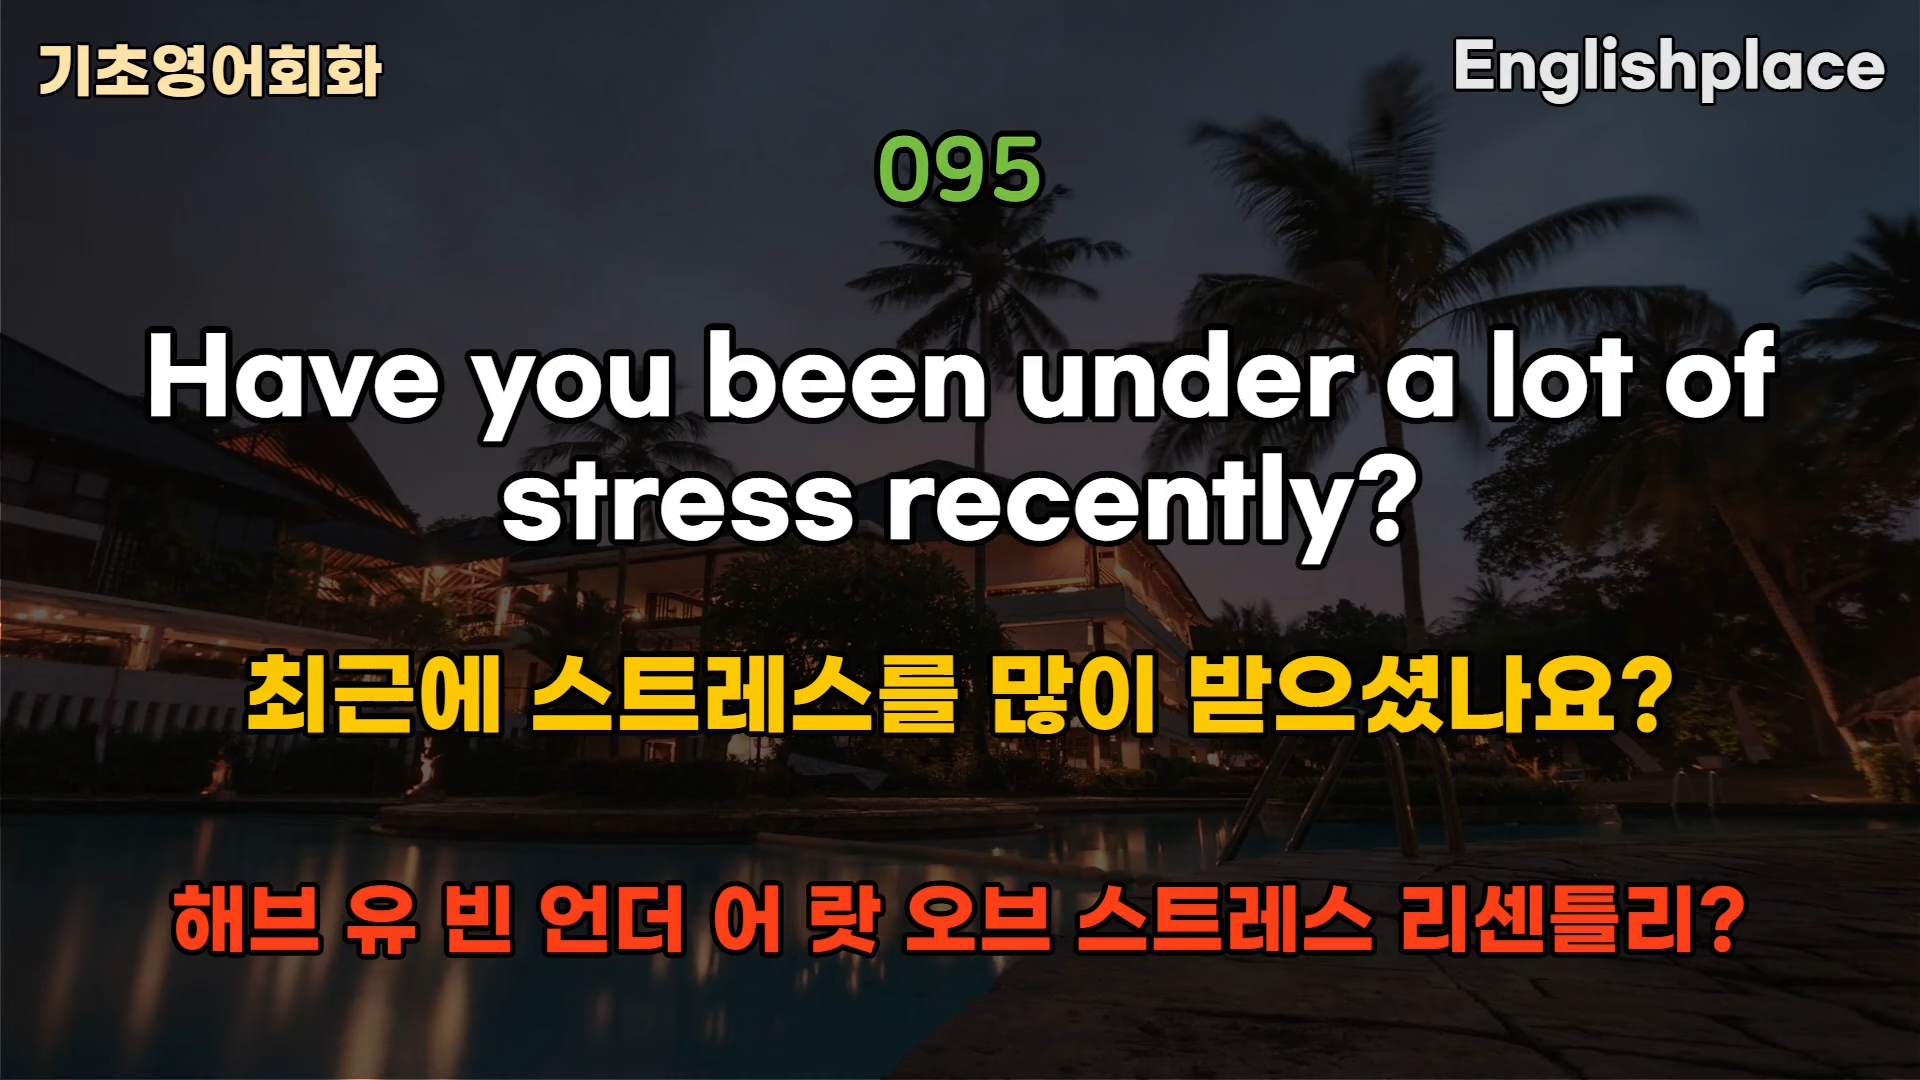 기초영어회화
Englishplace
095
Have you been under a lot of
stress recently?
최근에 스트레스를 많이 받으셨나요?
해브 유 빈 언더 어 랏 오브 스트레스 리센틀리?